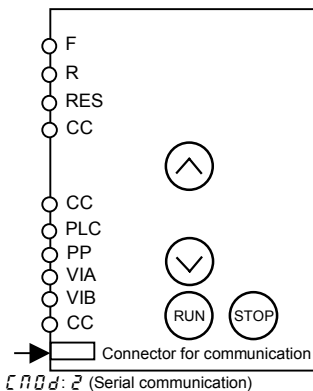 F
R
RES
CC
CC
PLC
PP
VIA
VIB
CC
RUN
STOP
Connector for communication
CMOd: 2 (Serial communication)